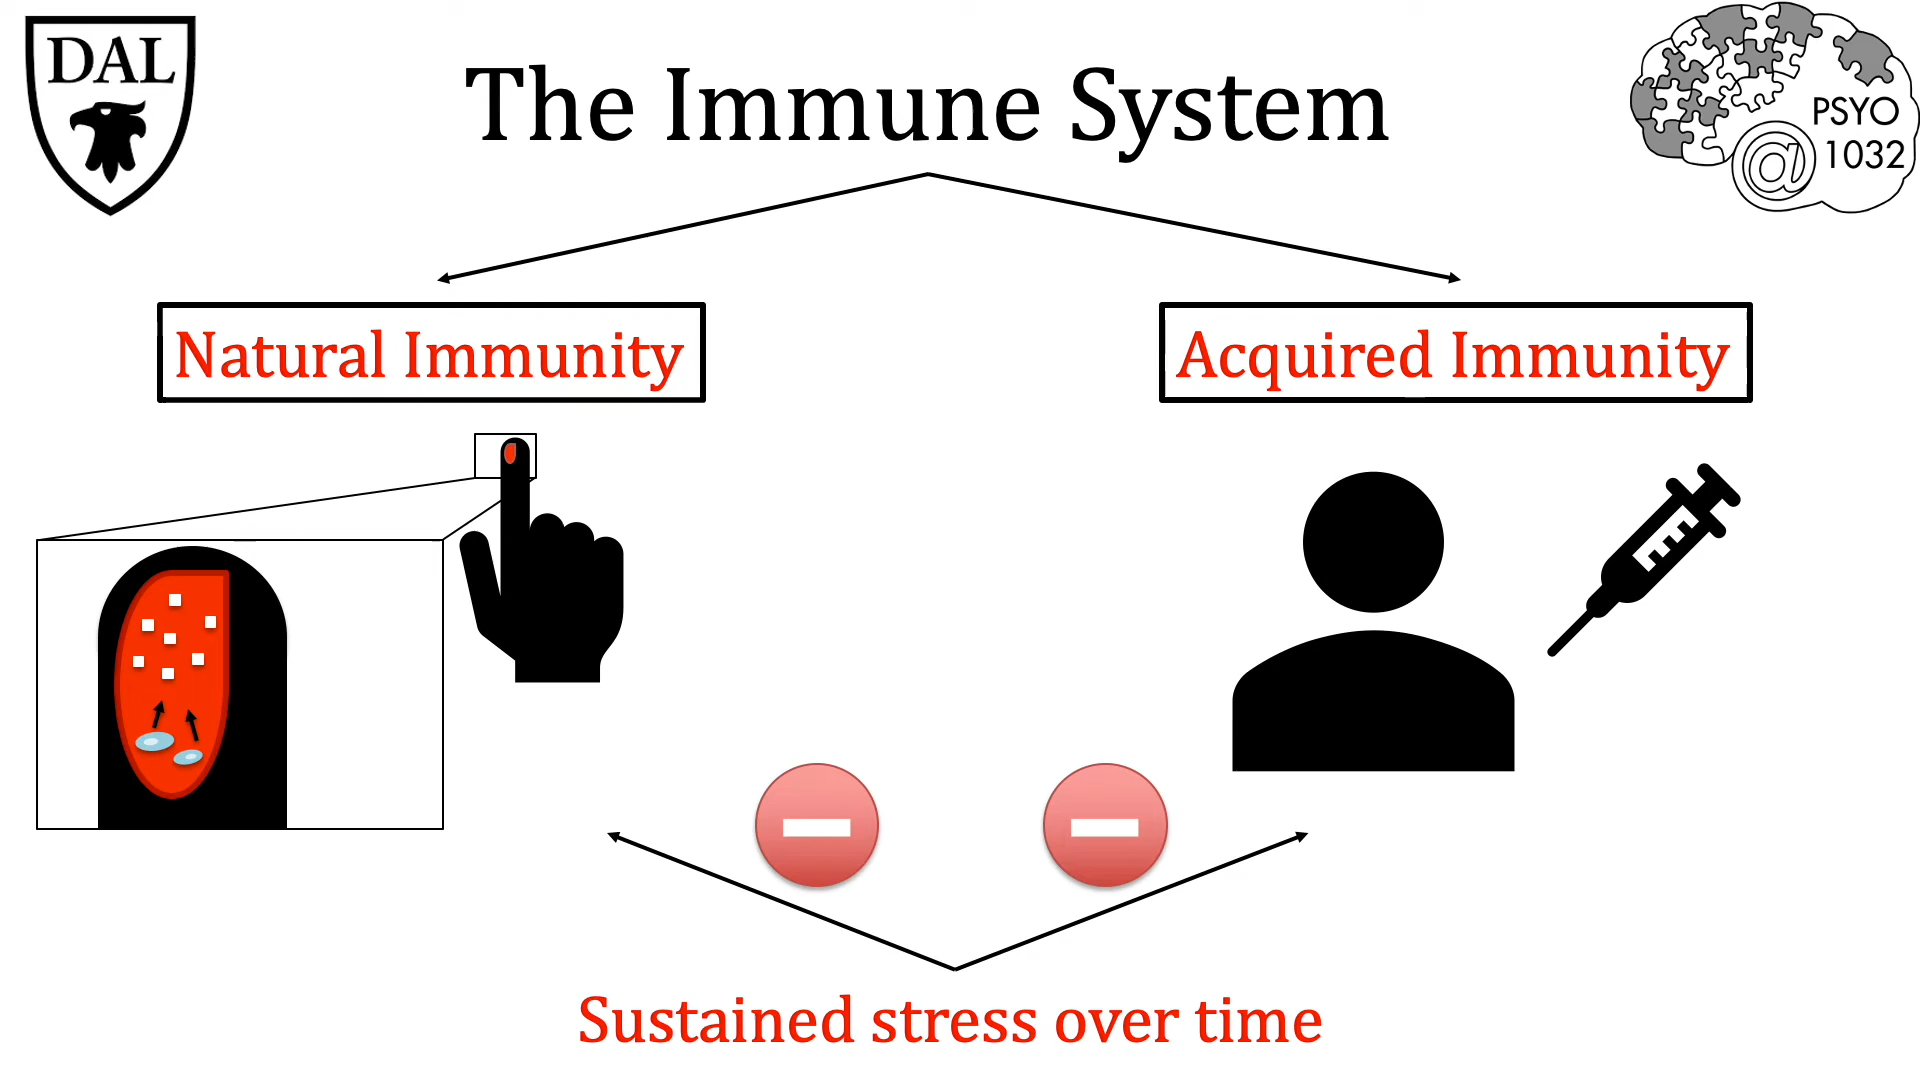 DAL
The Immune System
PSYO
@ 1032
Natural Immunity
Acquired Immunity
Sustained stress over time